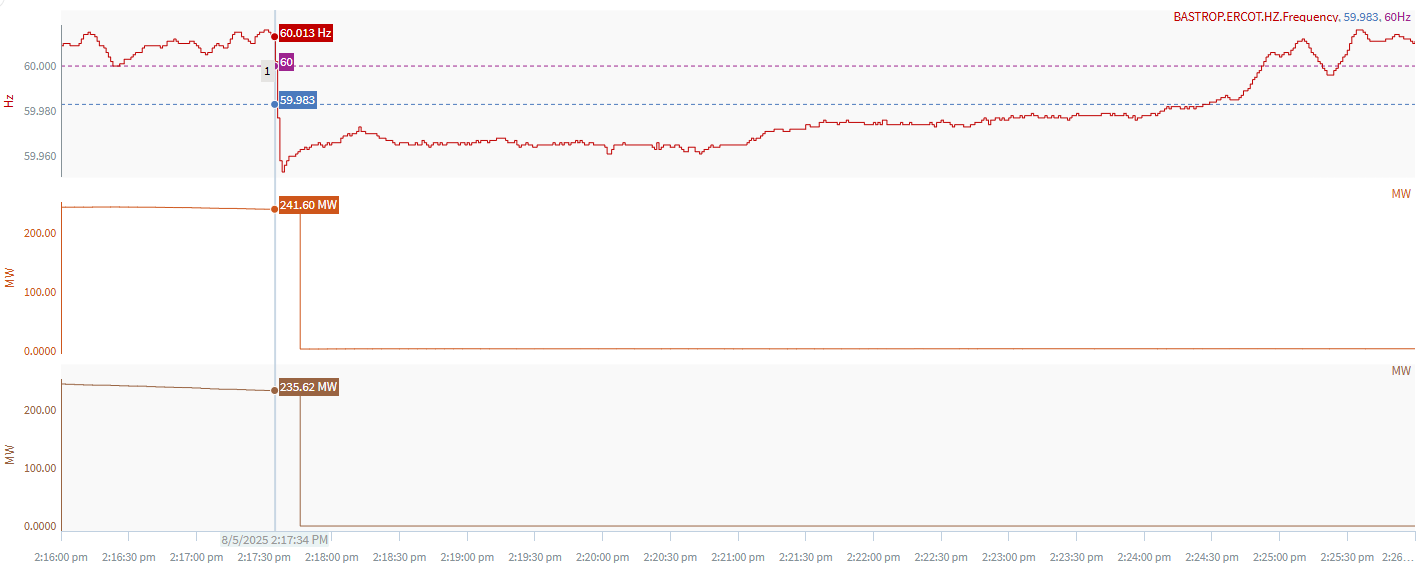 BASTROP.ERCOT.HZ.Frequency, 59.983, 60Hz
60.013 Hz
60
60.000
1
59.983
Hz
59.980
59.960
MW
241.60 MW
200.00
MW
100.00
0.0000
MW
235.62 MW
200.00
MW
100.00
0.0000
8/5/2025 2:17:34 PM
2:16:00 pm 2:16:30 pm 2:17:00 pm 2:17:30 pm 2:18:00 pm 2:18:30 pm 2:19:00 pm 2:19:30 pm 2:20:00 pm 2:20:30 pm 2:21:00 pm 2:21:30 pm 2:22:00 pm 2:22:30 pm 2:23:00 pm 2:23:30 pm 2:24:00 pm 2:24:30 pm 2:25:00 pm 2:25:30 pm 2:26...